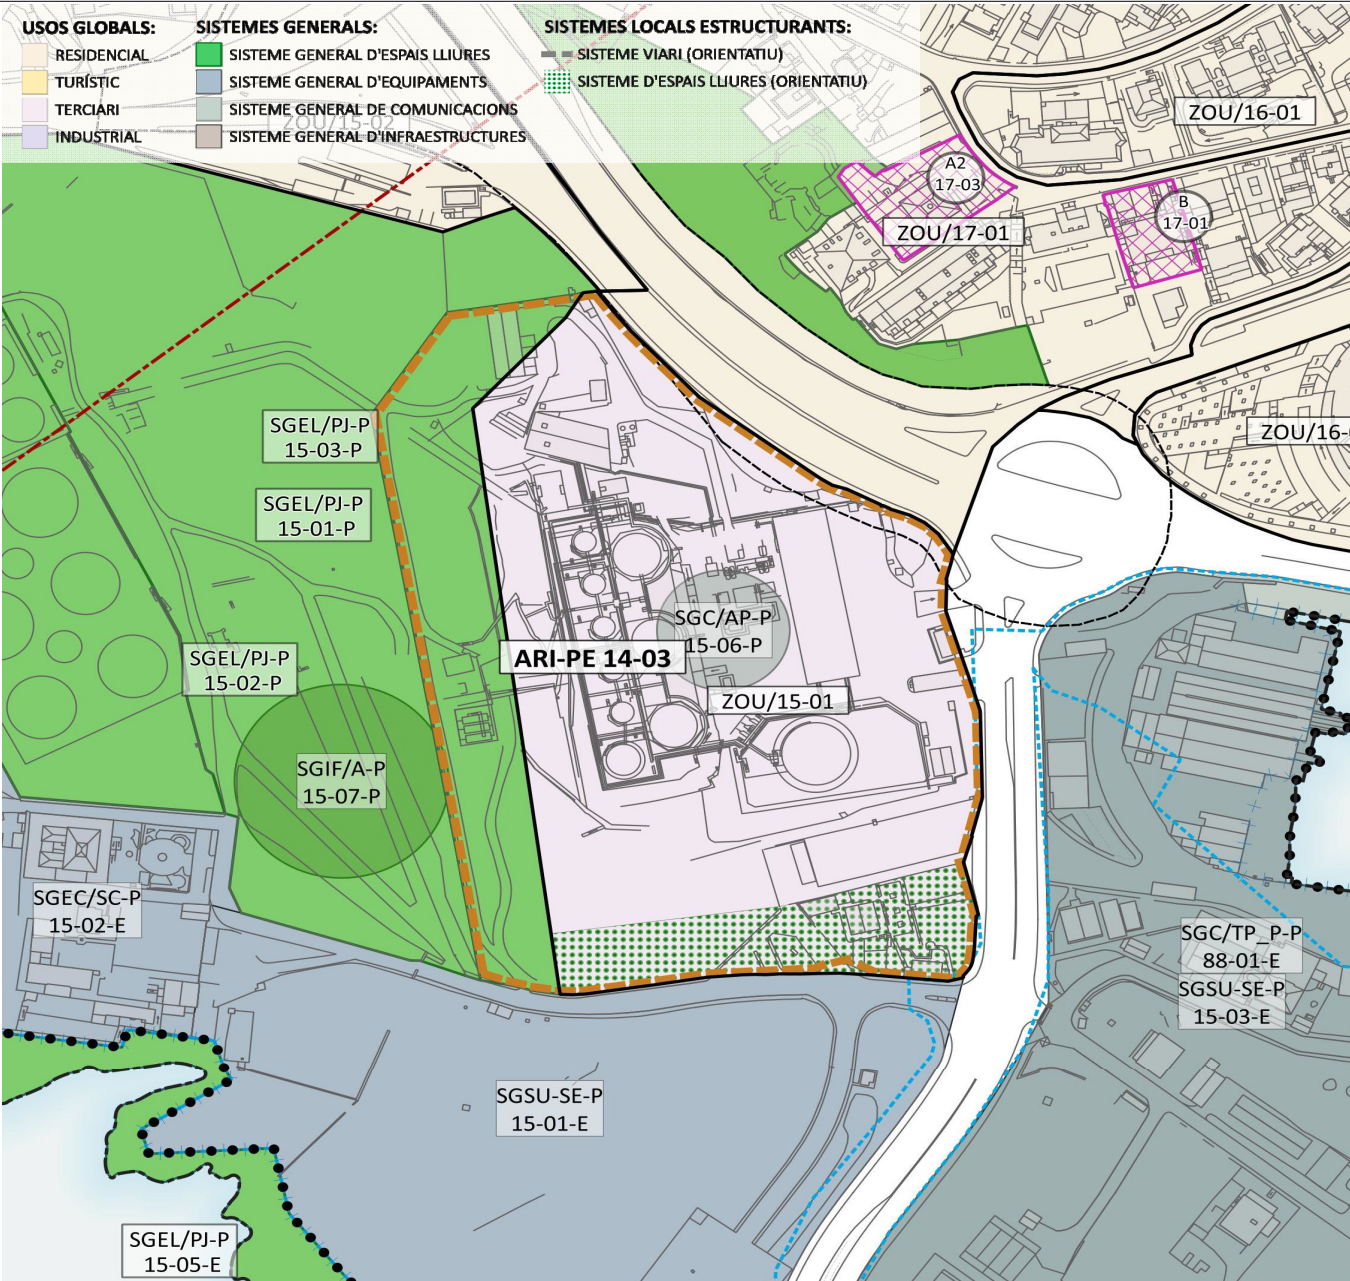 USOS GLOBALS:
RESIDENCIAL
TURÍSTIC
TERCIARI
INDUSTRIAL
SISTEMES GENERALS:
SISTEME GENERAL D'ESPAIS LLIURES
SISTEME GENERAL D'EQUIPAMENTS
SISTEME GENERAL DE COMUNICACIONS
SISTEME GENERAL D'INFRAESTRUCTURES
SISTEMES LOCALS ESTRUCTURANTS:
SISTEME VIARI (ORIENTATIU)
SISTEME D'ESPAIS LLIURES (ORIENTATIU)
ZOU/15-02
ZOU/16-01
A2
17-03
B
17-01
ZOU/17-01
ZOU/16-
SGEL/PJ-P
15-03-P
SGEL/PJ-P
15-01-P
SGC/AP-P
15-06-P
ARI-PE 14-03
SGEL/PJ-P
15-02-P
ZOU/15-01
SGIF/A-P
15-07-P
SGEC/SC-P
15-02-E
SGC/TP_P-P
88-01-E
SGSU-SE-P
15-03-E
SGSU-SE-P
15-01-E
SGEL/PJ-P
15-05-E